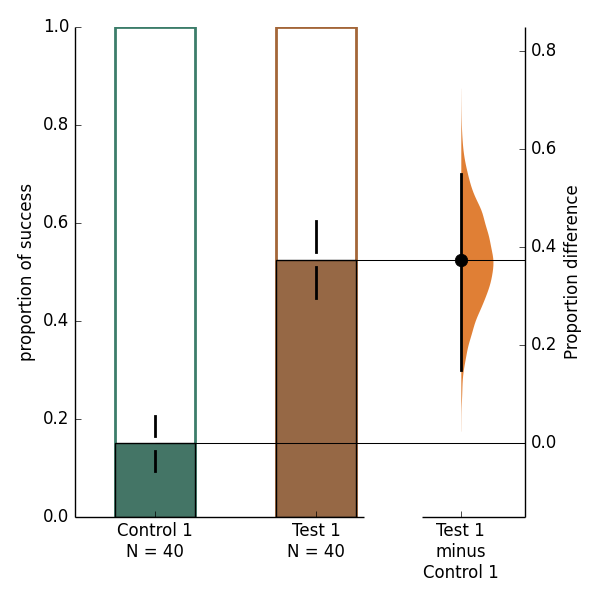 1.0
0.8
0.6
0.4
0.2
0.0
proportion of success
Control 1
N = 40
Test 1
N = 40
Test 1
minus
Control 1
0.8
0.6
0.4
0.2
0.0
Proportion difference